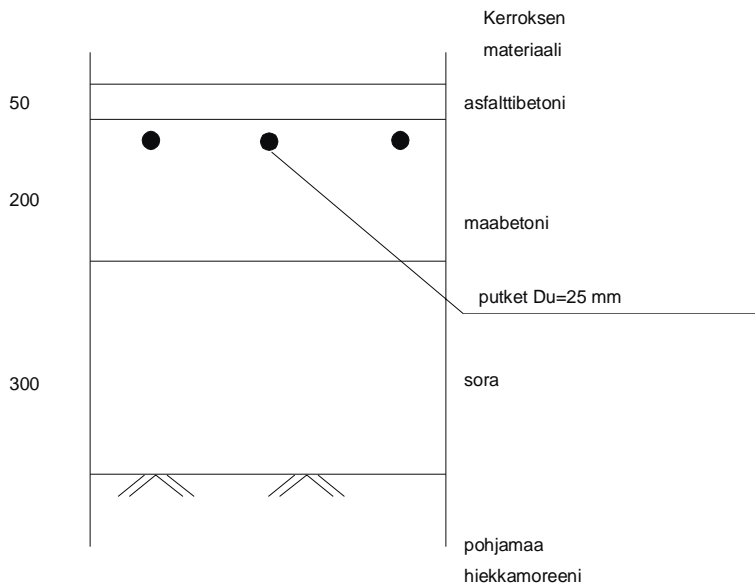 Kerroksen
materiaali
50
asfalttibetoni
200
maabetoni
putket Du=25 mm
300
sora
pohjamaa
hiekkamoreeni